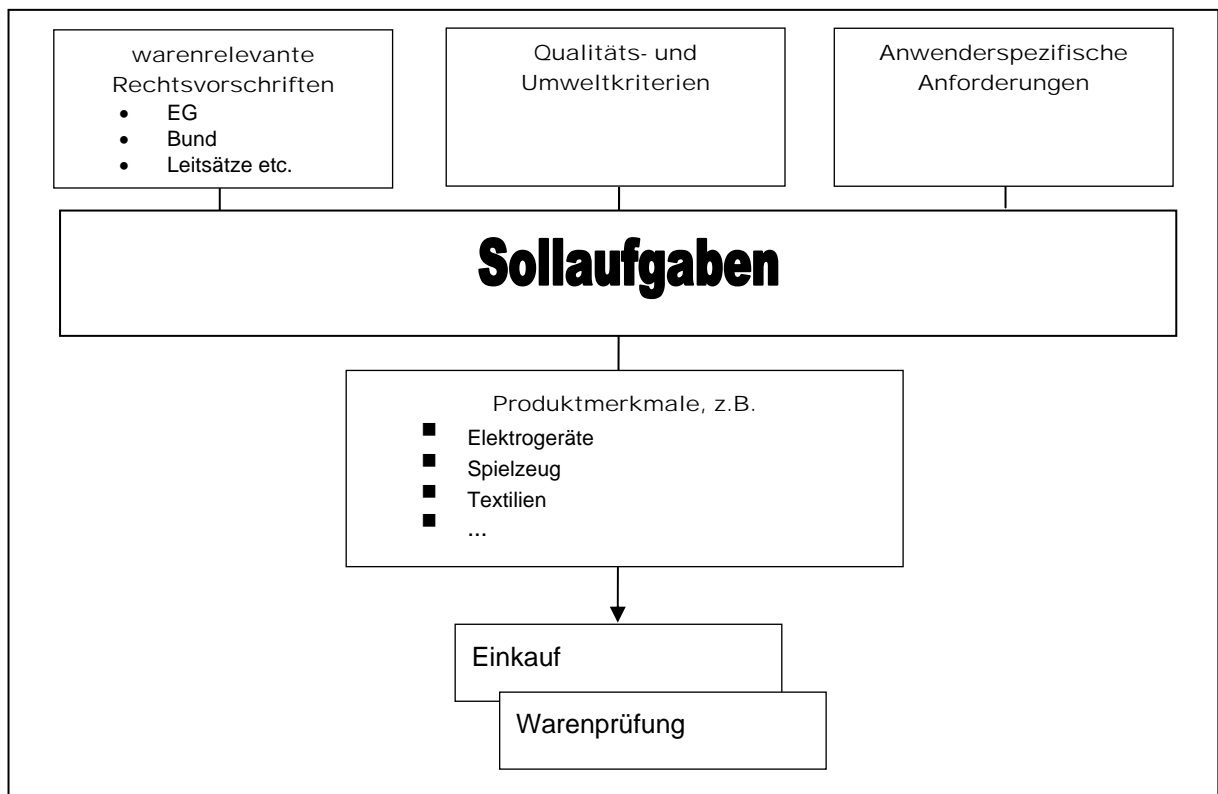 warenrelevante
Rechtsvorschriften
• EG
• Bund
• Leitsätze etc.
Qualitäts- und
Umweltkriterien
Anwenderspezifische
Anforderungen
Sollaufgaben
Produktmerkmale, z.B.
▪ Elektrogeräte
▪ Spielzeug
▪ Textilien
▪ ...
Einkauf
Warenprüfung